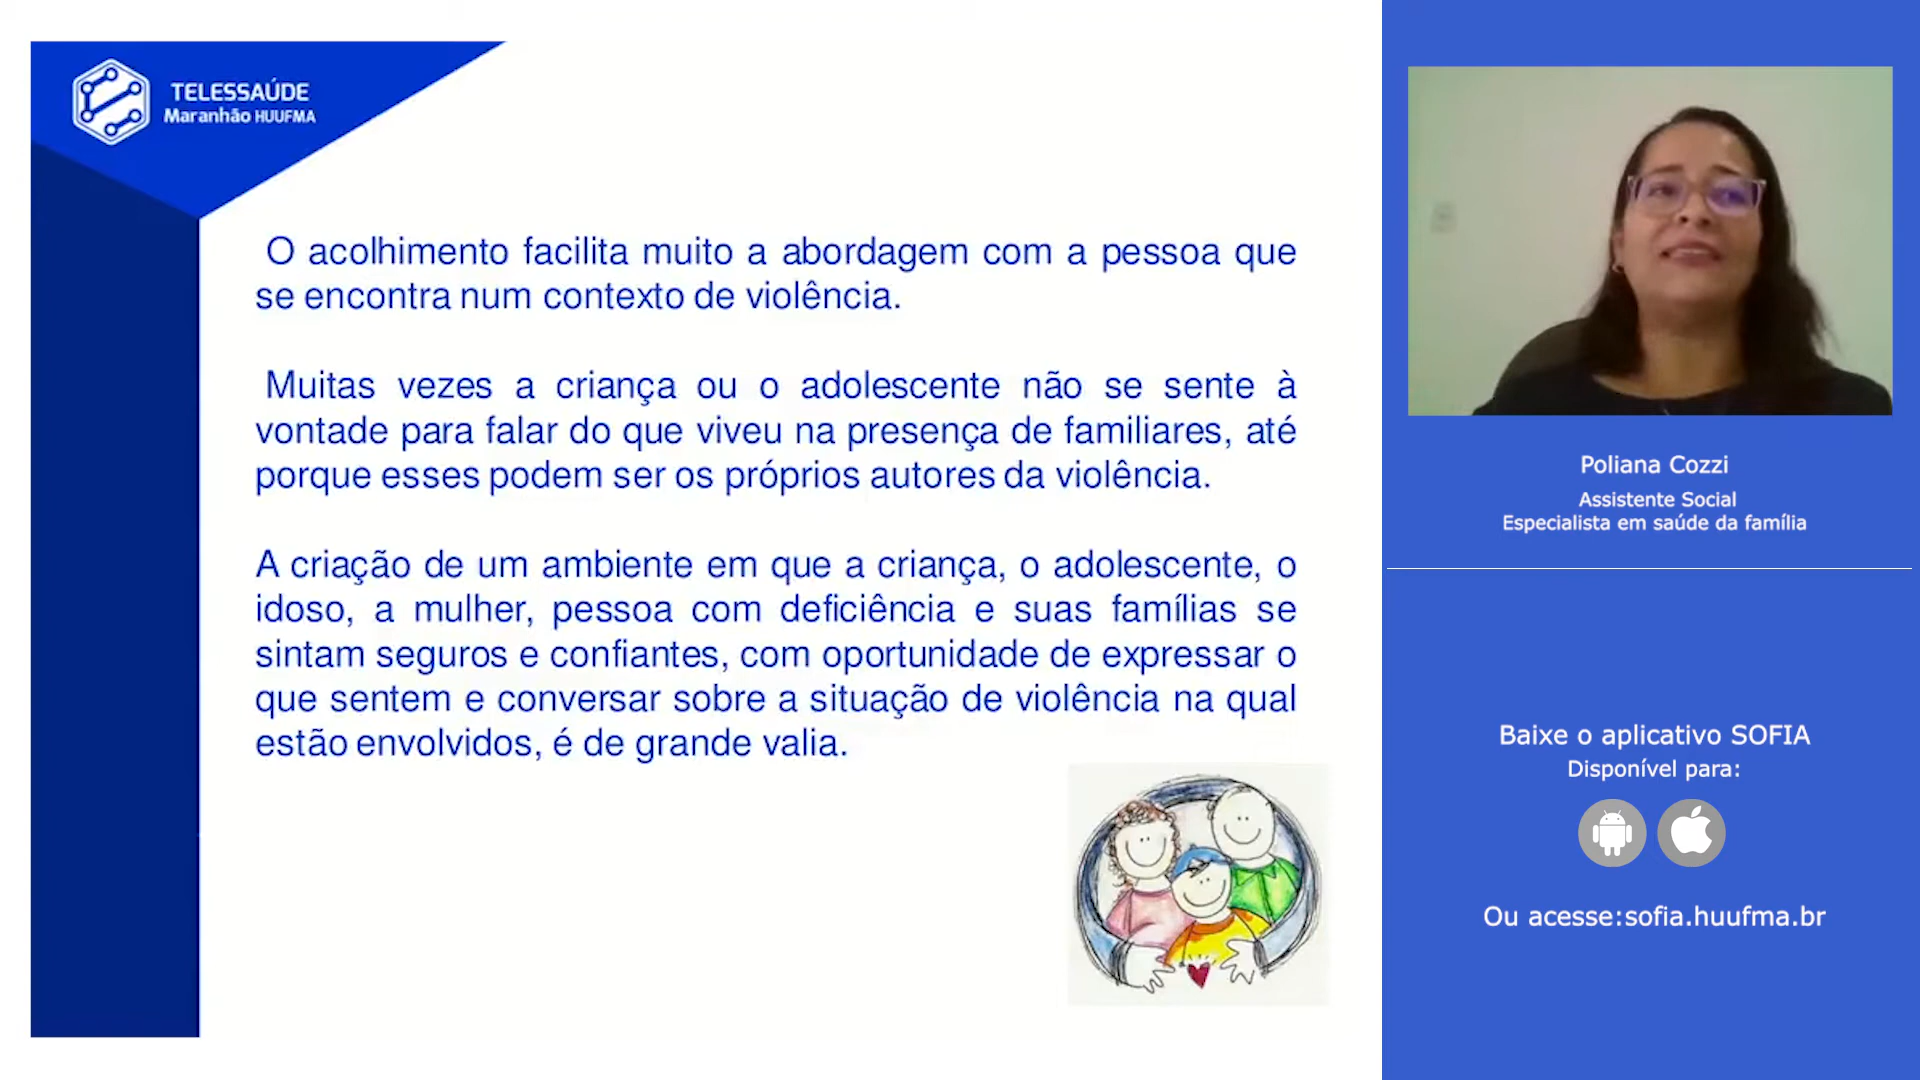 TELESSAÚDE
Maranhão HUUFMA
O acolhimento facilita muito a abordagem com a pessoa que
se encontra num contexto de violência.
Muitas vezes a criança ou o adolescente não se sente à
vontade para falar do que viveu na presença de familiares, até
porque esses podem ser os próprios autores da violência.
A criação de um ambiente em que a criança, o adolescente, o
idoso, a mulher, pessoa com deficiência e suas famílias se
sintam seguros e confiantes, com oportunidade de expressar o
que sentem e conversar sobre a situação de violência na qual
estão envolvidos, é de grande valia.
Poliana Cozzi
Assistente Social
Especialista em saúde da família
Baixe o aplicativo SOFIA
Disponível para:
Ou acesse:sofia.huufma.br